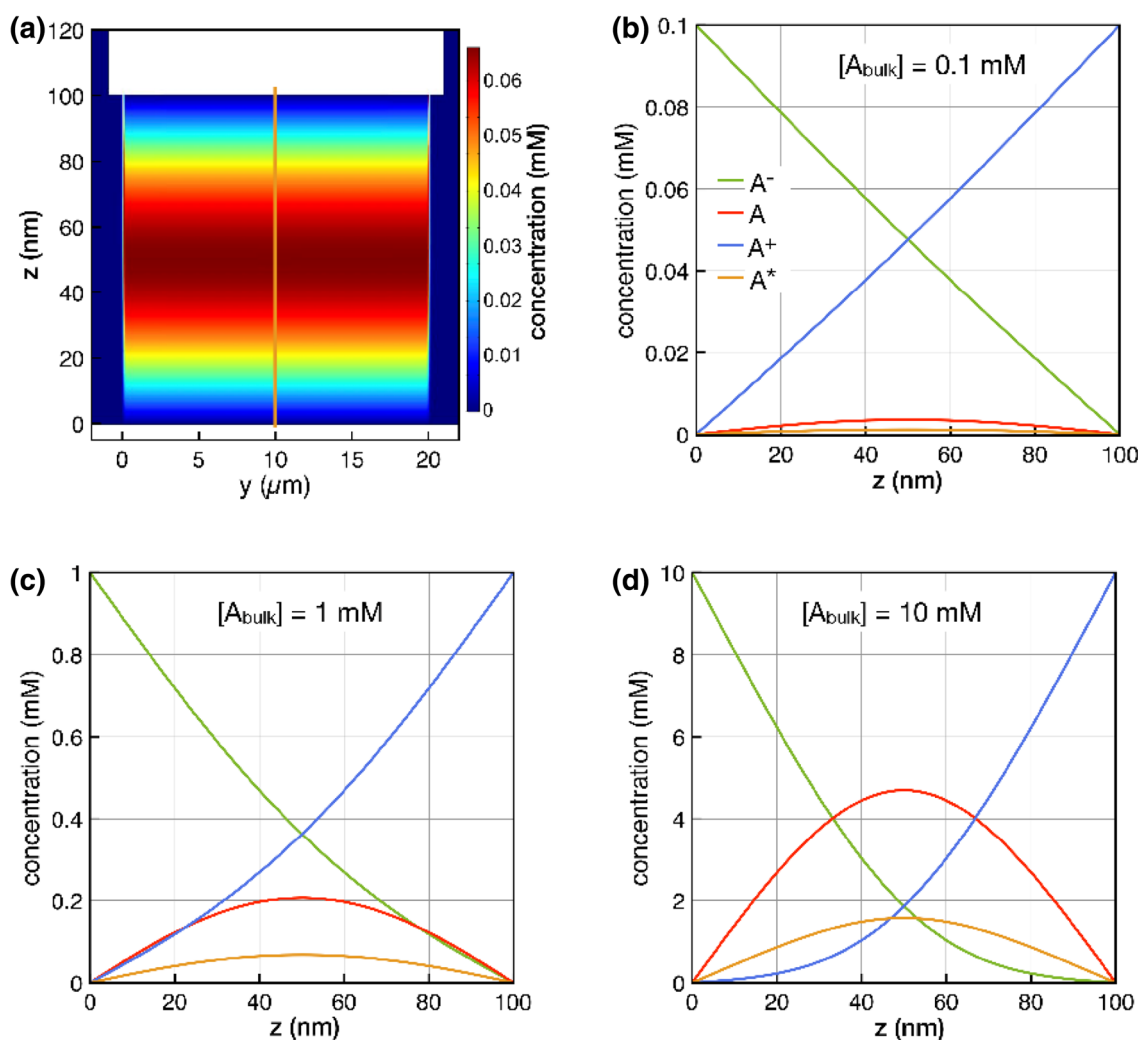 (a)
120
100
80
60
40
20
0
z (nm)
0
5
10
15
20
y (μm)
0.06
0.05
0.04
0.03
0.02
0.01
0
concentration (mM)
(b)
[A_bulk] = 0.1 mM
0.1
0.08
0.06
0.04
0.02
0
concentration (mM)
A⁻
A
A⁺
A*
0
20
40
60
80
100
z (nm)
(c)
[A_bulk] = 1 mM
1
0.8
0.6
0.4
0.2
0
concentration (mM)
0
20
40
60
80
100
z (nm)
(d)
[A_bulk] = 10 mM
10
8
6
4
2
0
concentration (mM)
0
20
40
60
80
100
z (nm)